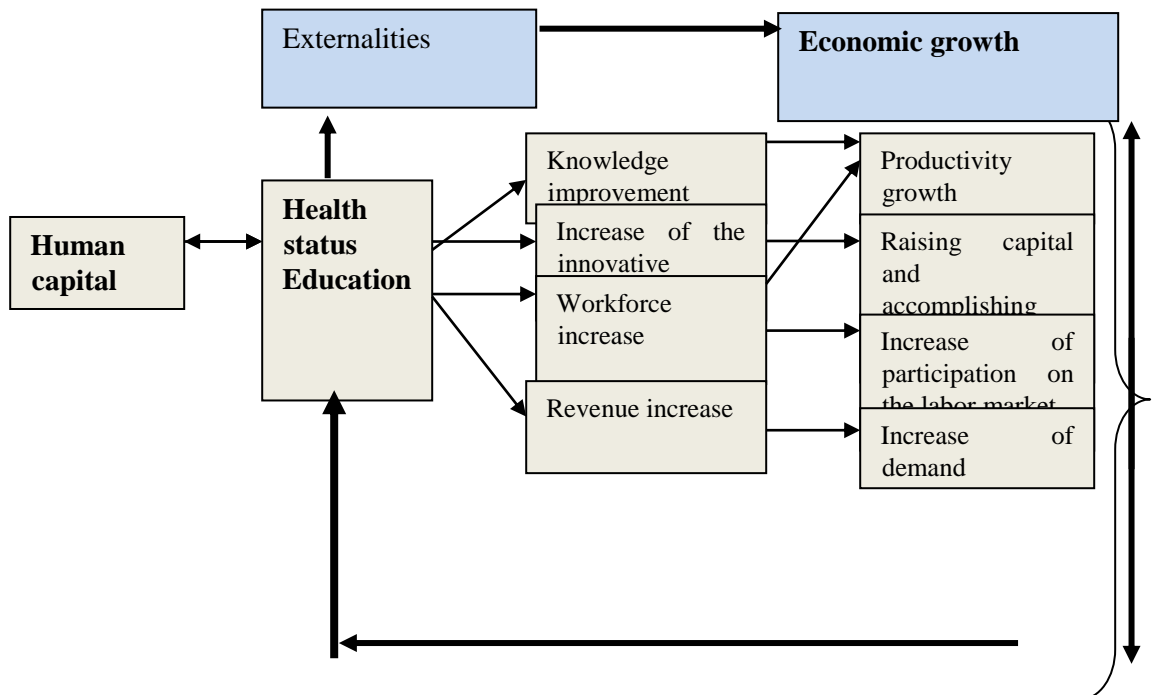 Externalities
Economic growth
Human
capital
Health
status
Education
Knowledge
improvement
Increase of the
innovative
Workforce
increase
Revenue increase
Productivity
growth
Raising capital
and
accomplishing
Increase of
participation on
the labor market
Increase of
demand